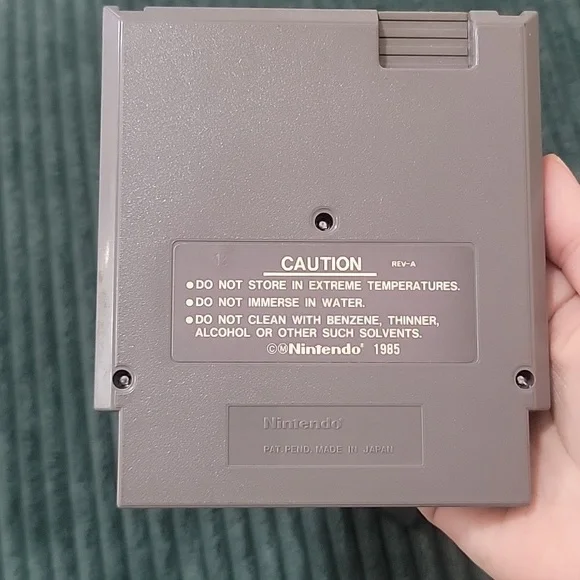 CAUTION REV-A
●DO NOT STORE IN EXTREME TEMPERATURES.
●DO NOT IMMERSE IN WATER.
●DO NOT CLEAN WITH BENZENE, THINNER,
ALCOHOL OR OTHER SUCH SOLVENTS.
©Ⓜ Nintendo® 1985
Nintendo®
PAT. PEND. MADE IN JAPAN